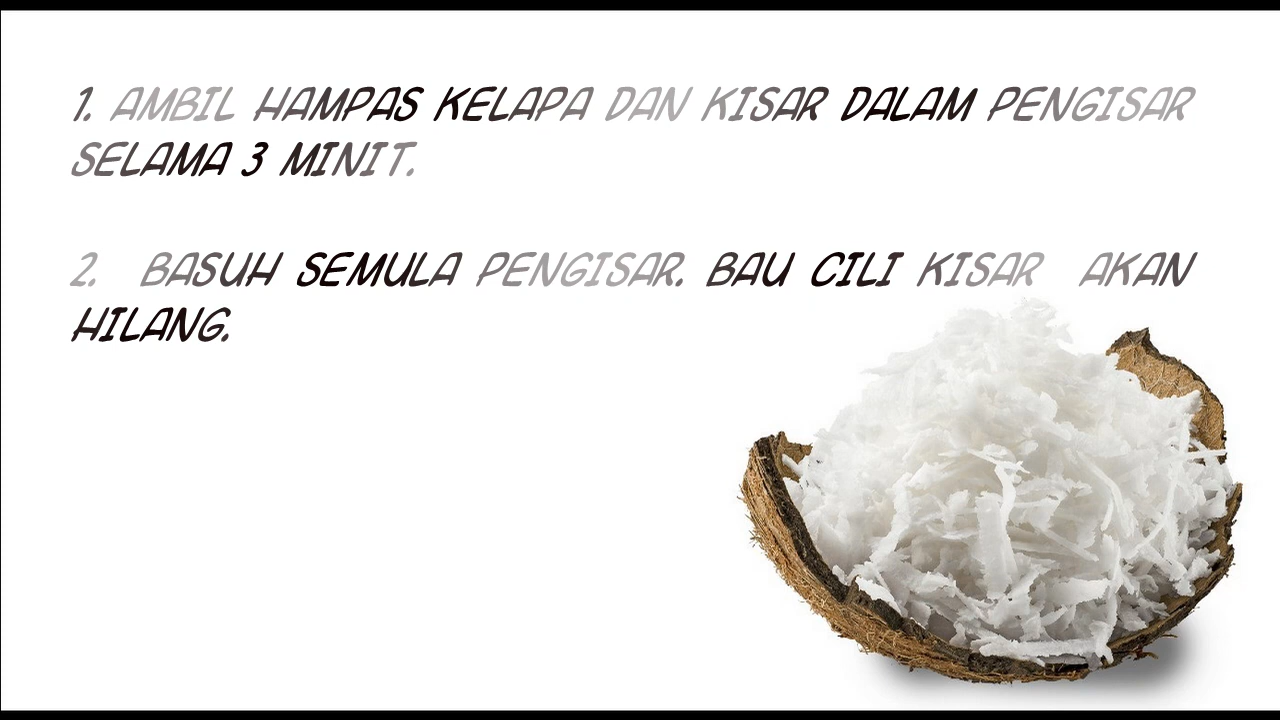 1. AMBIL HAMPAS KELAPA DAN KISAR DALAM PENGISAR
SELAMA 3 MINIT.
2. BASUH SEMULA PENGISAR. BAU CILI KISAR AKAN
HILANG.